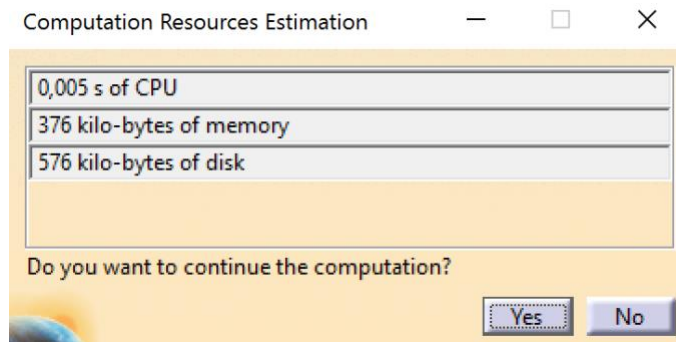 Computation Resources Estimation
0,005 s of CPU
376 kilo-bytes of memory
576 kilo-bytes of disk
Do you want to continue the computation?
Yes No